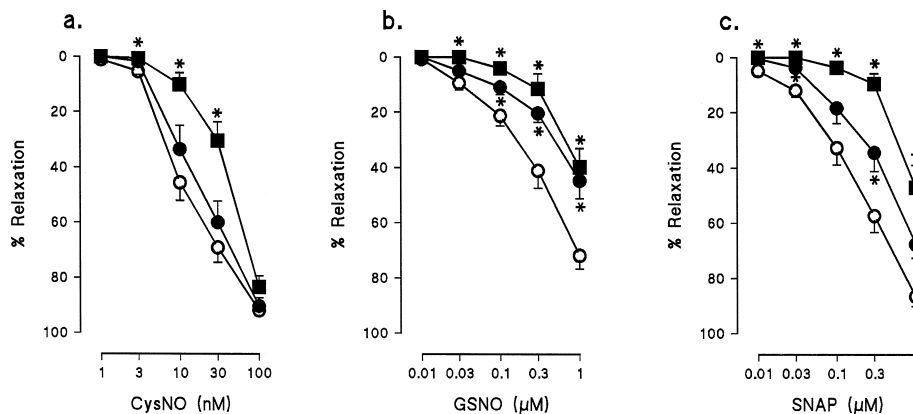 a.
0
20
40
60
80
100
% Relaxation
* * *
1 3 10 30 100
CysNO (nM)
b.
0
20
40
60
80
100
% Relaxation
* * * *
* * *
0.01 0.03 0.1 0.3 1
GSNO (µM)
c.
0
20
40
60
80
100
% Relaxation
* * * *
* *
0.01 0.03 0.1 0.3
SNAP (µM)